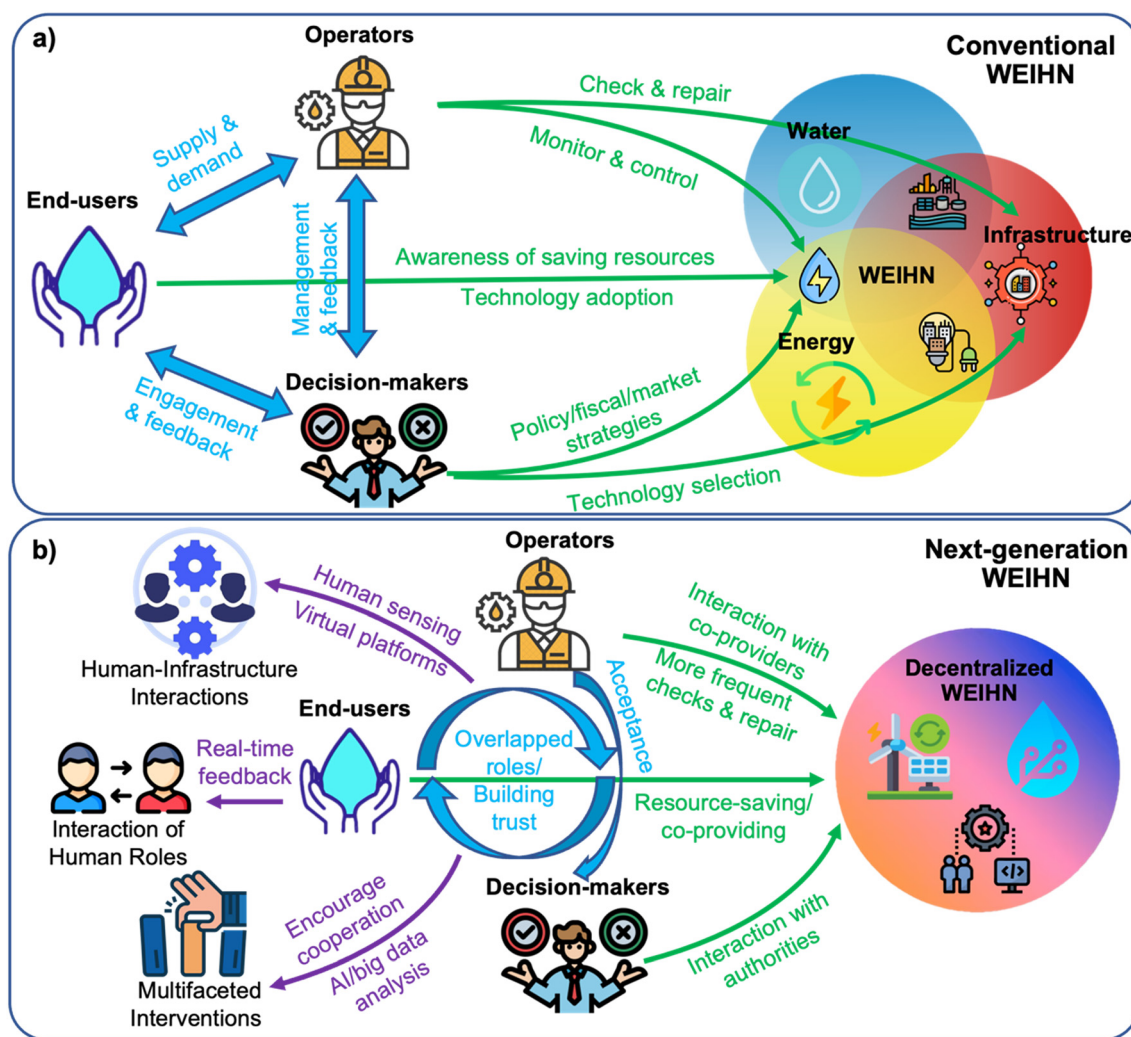 a)
Operators
Conventional
WEIHN
Check & repair
Monitor & control
Water
Supply &
demand
End-users
Management
& feedback
Infrastructure
Awareness of saving resources
Technology adoption
WEIHN
Energy
Decision-makers
Engagement
& feedback
Policy/fiscal/market
strategies
Technology selection
b)
Operators
Next-generation
WEIHN
Human sensing
Virtual platforms
Interaction with
co-providers
More frequent
checks & repair
Human-Infrastructure
Interactions
Acceptance
Decentralized
WEIHN
End-users
Real-time
feedback
Overlapped
roles/
Building
trust
Resource-saving/
co-providing
Interaction of
Human Roles
Decision-makers
Encourage
cooperation
AI/big data
analysis
Interaction with
authorities
</>
Multifaceted
Interventions